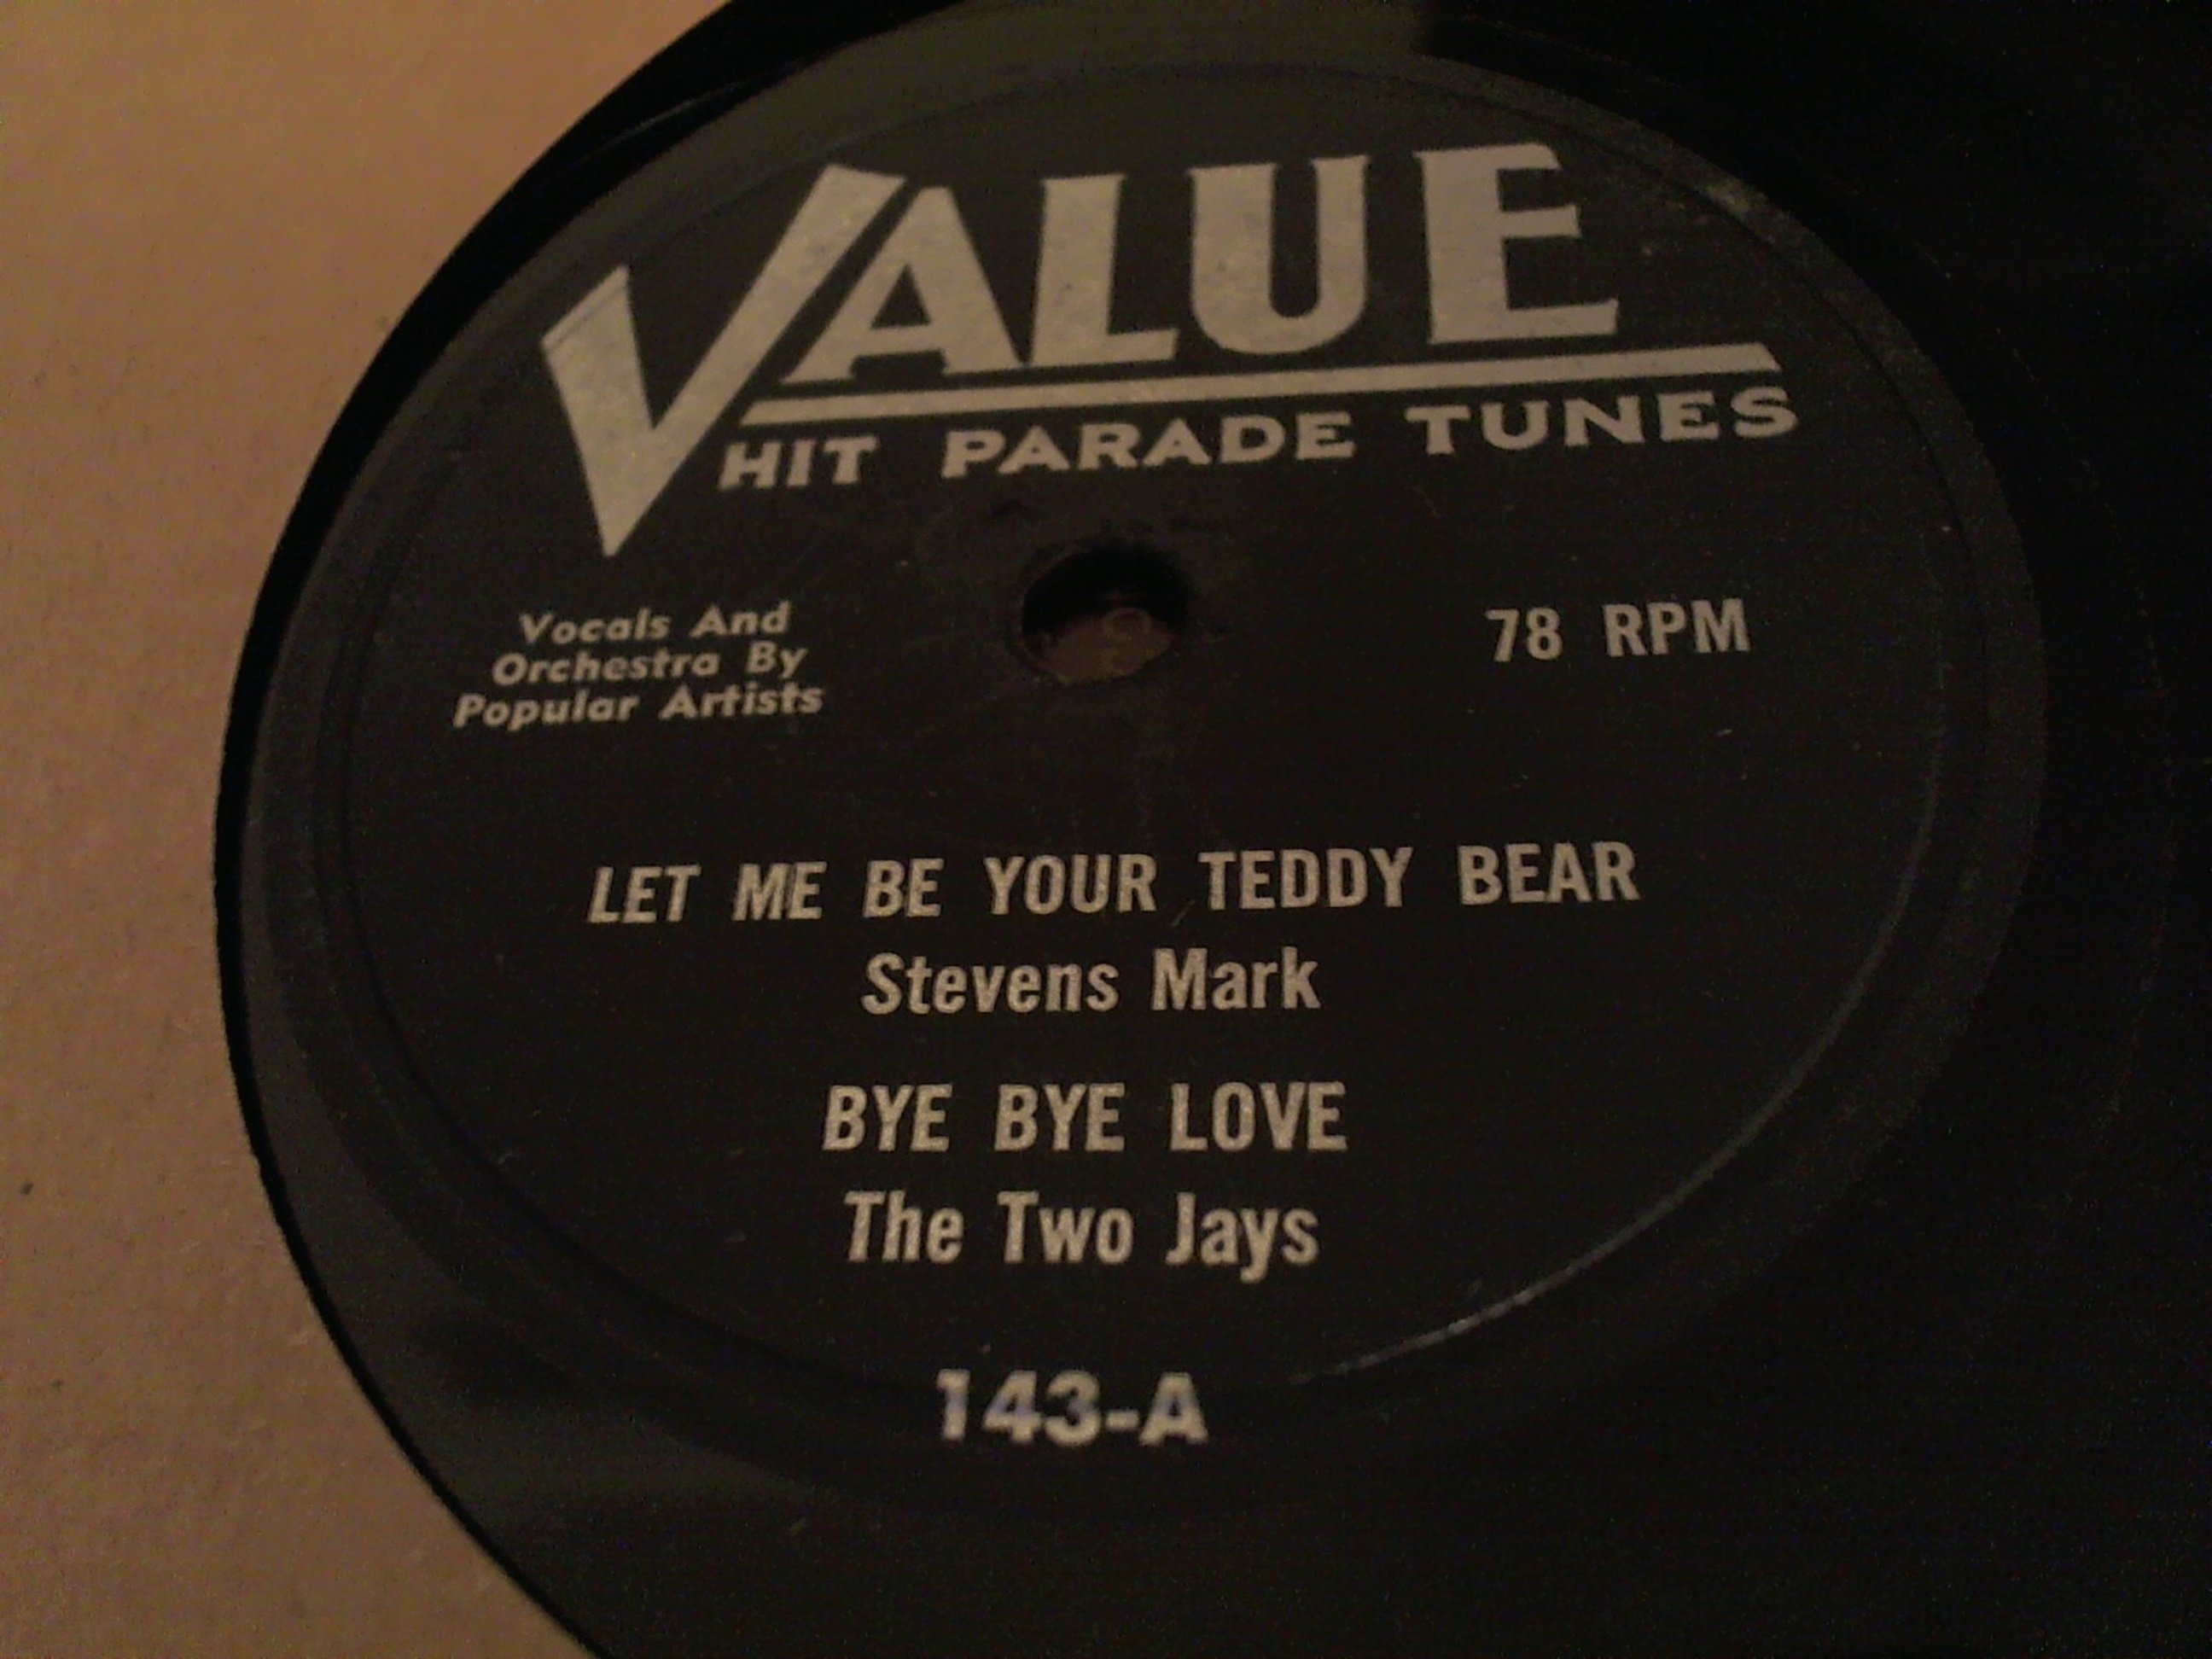 VALUE
HIT PARADE TUNES
Vocals And
Orchestra By
Popular Artists
78 RPM
LET ME BE YOUR TEDDY BEAR
Stevens Mark
BYE BYE LOVE
The Two Jays
143-A